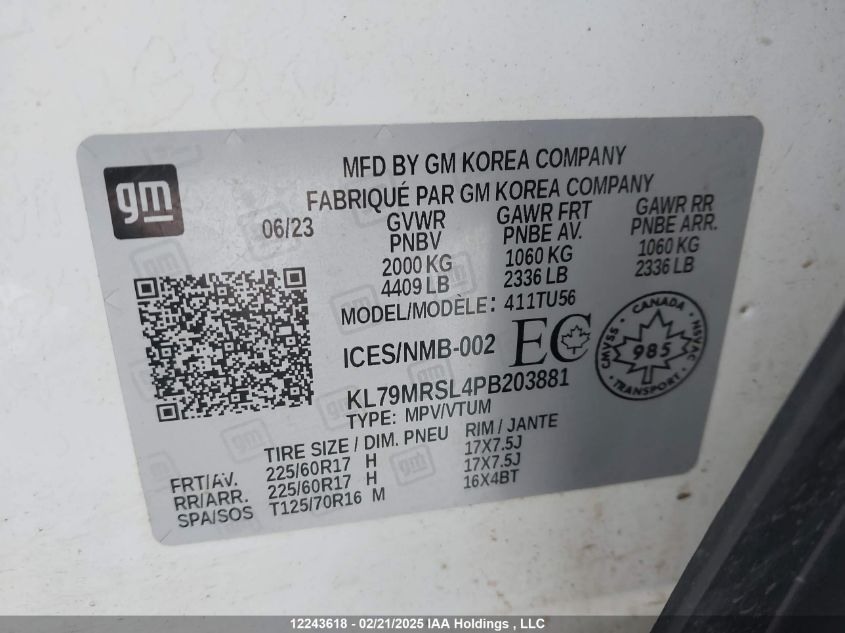 gm
MFD BY GM KOREA COMPANY
FABRIQUÉ PAR GM KOREA COMPANY
06/23
GVWR
PNBV
2000 KG
4409 LB
GAWR FRT
PNBE AV.
1060 KG
2336 LB
GAWR RR
PNBE ARR.
1060 KG
2336 LB
MODEL/MODÈLE: 411TU56
ICES/NMB-002
EC
CANADA
CMVSS
985
NSVAC
TRANSPORT
KL79MRSL4PB203881
TYPE: MPV/VTUM
TIRE SIZE / DIM. PNEU RIM / JANTE
FRT/AV. 225/60R17 H 17X7.5J
RR/ARR. 225/60R17 H 17X7.5J
SPA/SOS T125/70R16 M 16X4BT
12243618 - 02/21/2025 IAA Holdings , LLC